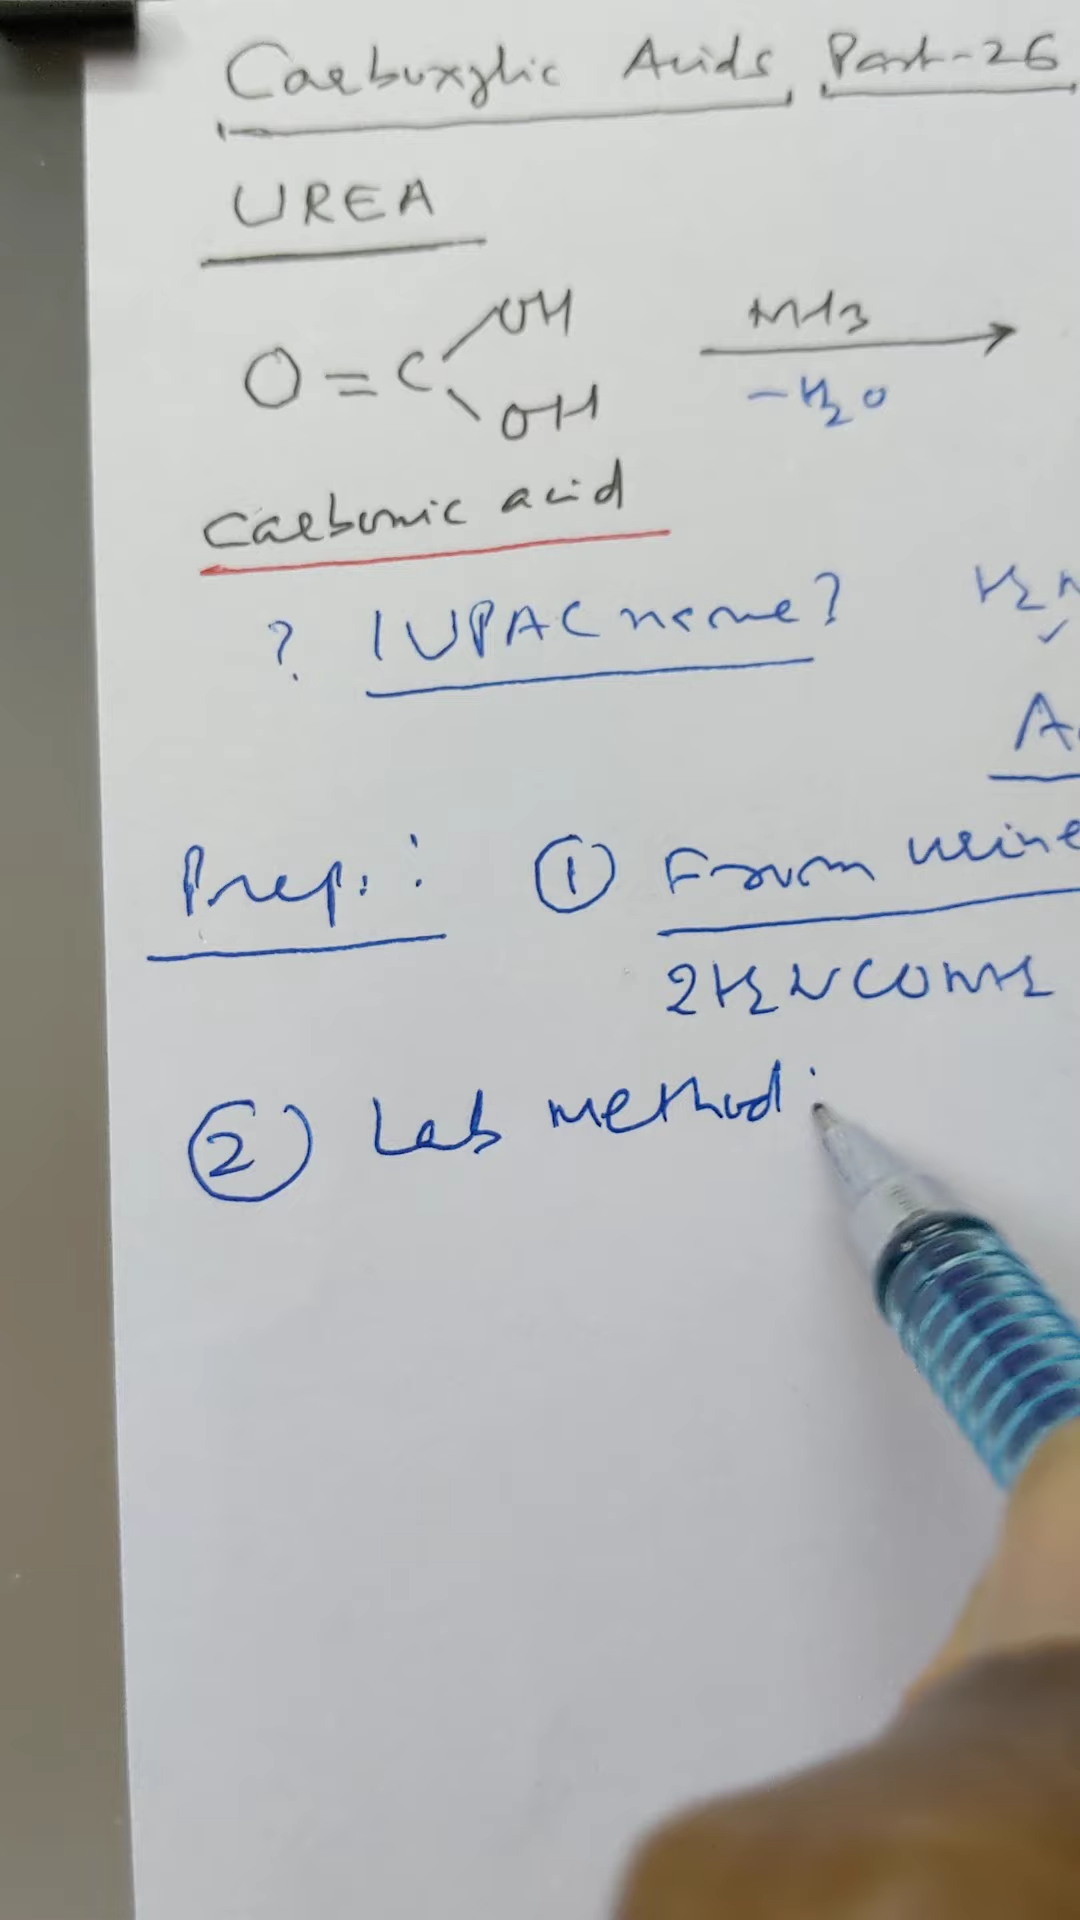 Carboxylic Acids, Part-26
UREA
O=C
OH
OH
NH3
-H2O
Carbonic acid
? IUPAC name?
H2N
Prep.: ① From urine
2H2NCONH2
② Lab method: